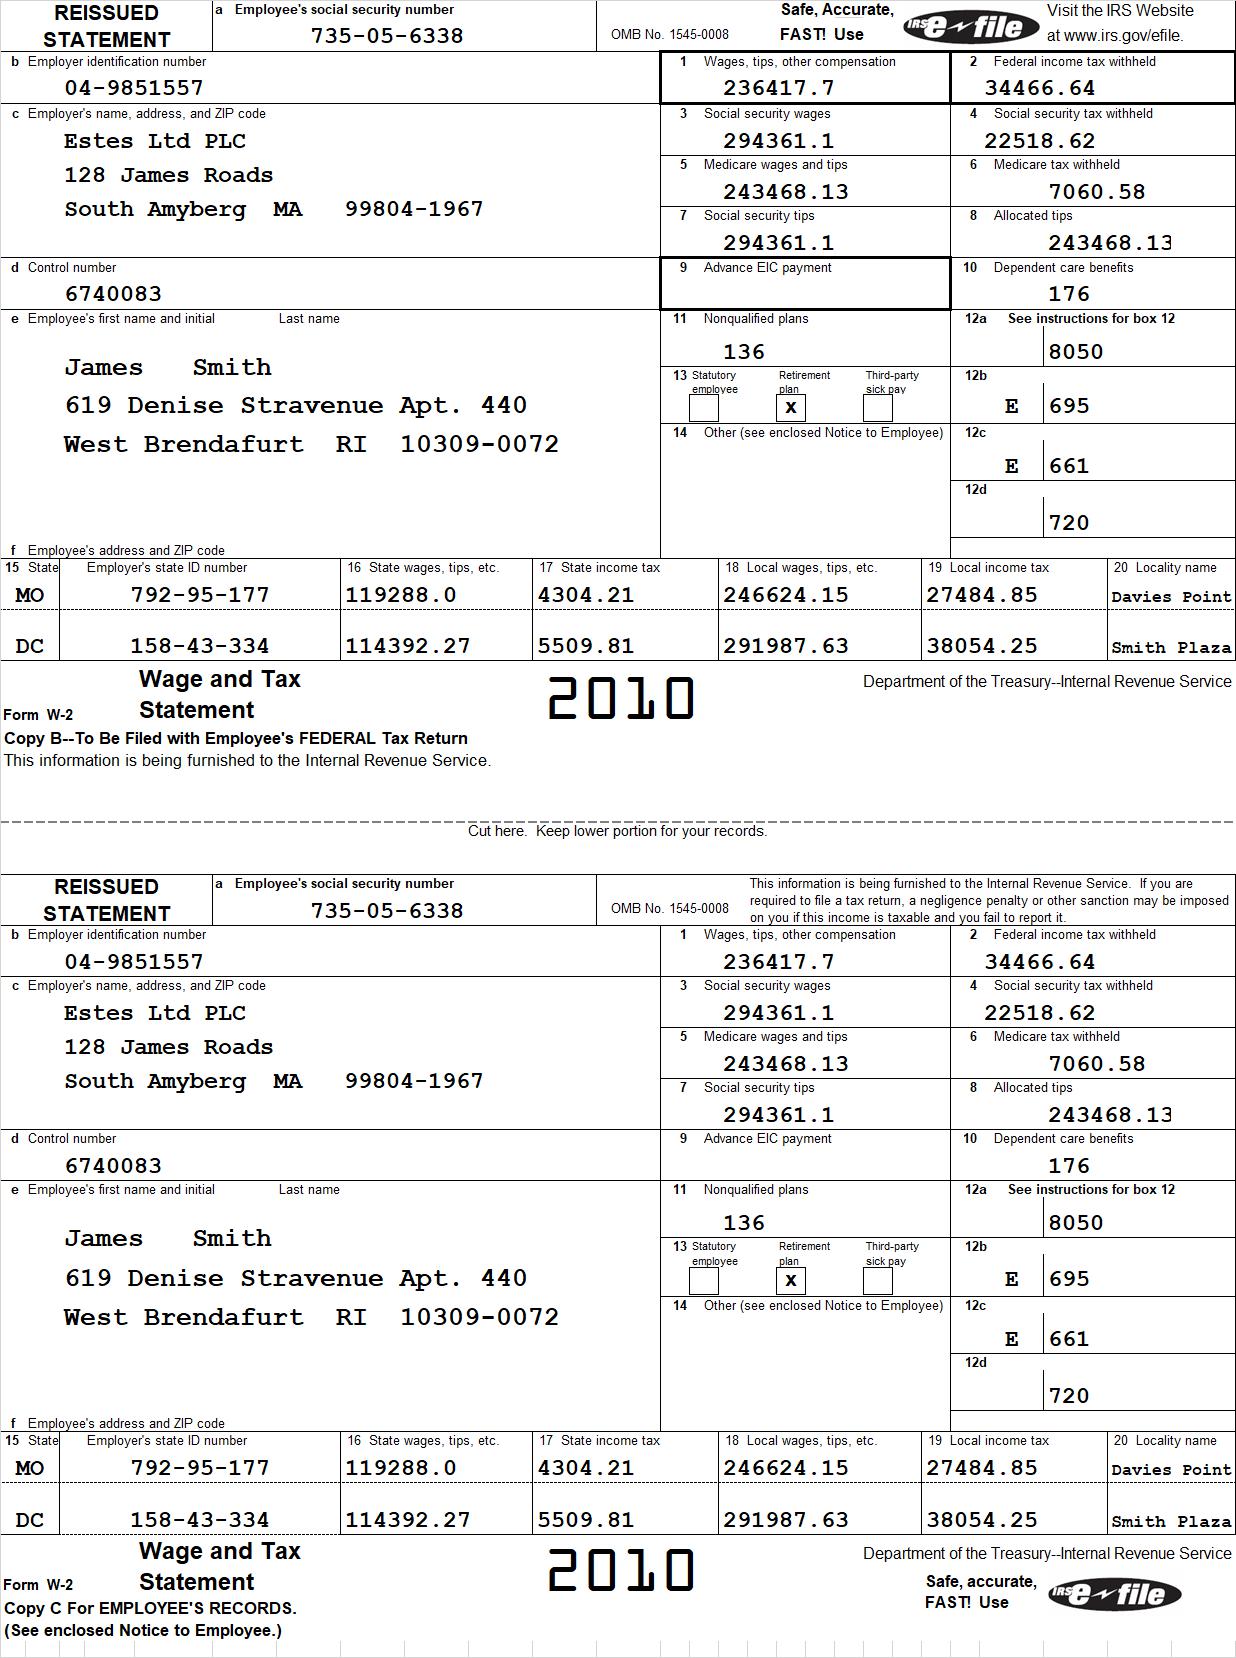 REISSUED STATEMENT
a Employee's social security number
735-05-6338
OMB No. 1545-0008
Safe, Accurate, FAST! Use
IRS e-file
Visit the IRS Website at www.irs.gov/efile.
b Employer identification number
04-9851557
1 Wages, tips, other compensation
236417.7
2 Federal income tax withheld
34466.64
c Employer's name, address, and ZIP code
Estes Ltd PLC
128 James Roads
South Amyberg MA 99804-1967
3 Social security wages
294361.1
4 Social security tax withheld
22518.62
5 Medicare wages and tips
243468.13
6 Medicare tax withheld
7060.58
7 Social security tips
294361.1
8 Allocated tips
243468.13
d Control number
6740083
9 Advance EIC payment
10 Dependent care benefits
176
e Employee's first name and initial Last name
James Smith
619 Denise Stravenue Apt. 440
West Brendafurt RI 10309-0072
11 Nonqualified plans
136
12a See instructions for box 12
8050
13 Statutory employee Retirement plan Third-party sick pay
X
12b
E 695
14 Other (see enclosed Notice to Employee)
12c
E 661
12d
720
f Employee's address and ZIP code
15 State Employer's state ID number 16 State wages, tips, etc. 17 State income tax 18 Local wages, tips, etc. 19 Local income tax 20 Locality name
MO 792-95-177 119288.0 4304.21 246624.15 27484.85 Davies Point
DC 158-43-334 114392.27 5509.81 291987.63 38054.25 Smith Plaza
Form W-2 Wage and Tax Statement
2010
Department of the Treasury--Internal Revenue Service
Copy B--To Be Filed with Employee's FEDERAL Tax Return
This information is being furnished to the Internal Revenue Service.
Cut here. Keep lower portion for your records.
REISSUED STATEMENT
a Employee's social security number
735-05-6338
OMB No. 1545-0008
This information is being furnished to the Internal Revenue Service. If you are
required to file a tax return, a negligence penalty or other sanction may be imposed
on you if this income is taxable and you fail to report it.
b Employer identification number
04-9851557
1 Wages, tips, other compensation
236417.7
2 Federal income tax withheld
34466.64
c Employer's name, address, and ZIP code
Estes Ltd PLC
128 James Roads
South Amyberg MA 99804-1967
3 Social security wages
294361.1
4 Social security tax withheld
22518.62
5 Medicare wages and tips
243468.13
6 Medicare tax withheld
7060.58
7 Social security tips
294361.1
8 Allocated tips
243468.13
d Control number
6740083
9 Advance EIC payment
10 Dependent care benefits
176
e Employee's first name and initial Last name
James Smith
619 Denise Stravenue Apt. 440
West Brendafurt RI 10309-0072
11 Nonqualified plans
136
12a See instructions for box 12
8050
13 Statutory employee Retirement plan Third-party sick pay
X
12b
E 695
14 Other (see enclosed Notice to Employee)
12c
E 661
12d
720
f Employee's address and ZIP code
15 State Employer's state ID number 16 State wages, tips, etc. 17 State income tax 18 Local wages, tips, etc. 19 Local income tax 20 Locality name
MO 792-95-177 119288.0 4304.21 246624.15 27484.85 Davies Point
DC 158-43-334 114392.27 5509.81 291987.63 38054.25 Smith Plaza
Form W-2 Wage and Tax Statement
2010
Department of the Treasury--Internal Revenue Service
Safe, accurate, FAST! Use
IRS e-file
Copy C For EMPLOYEE'S RECORDS.
(See enclosed Notice to Employee.)